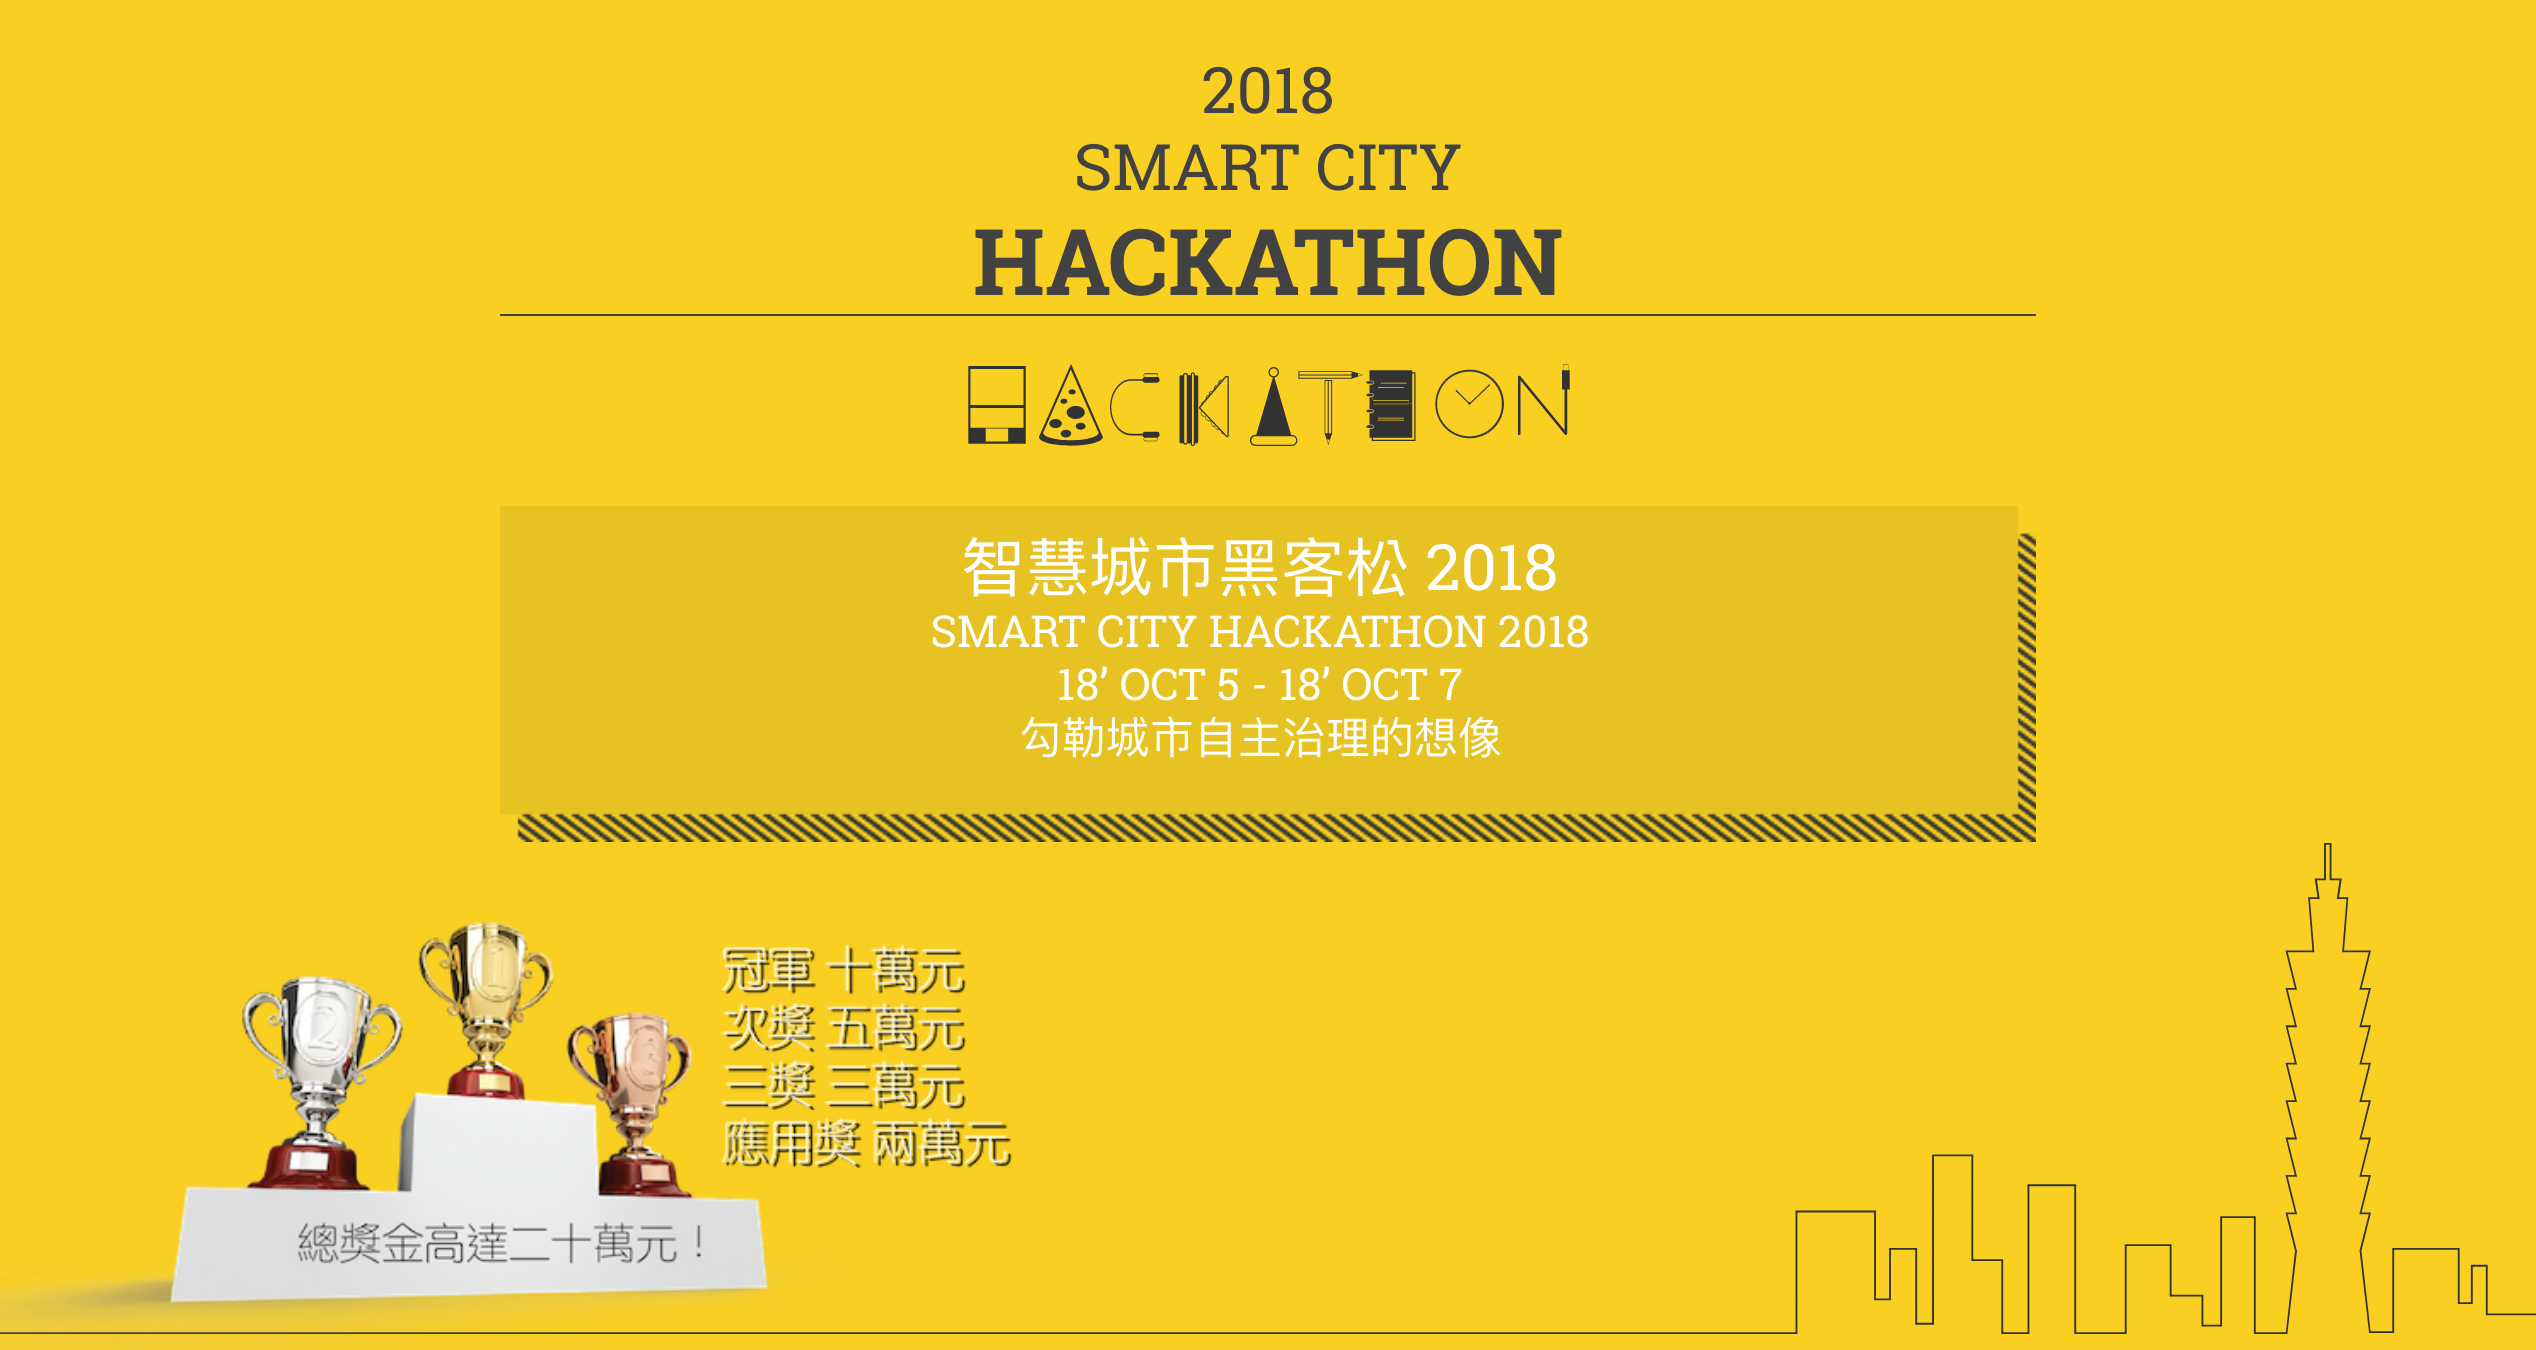 2018
SMART CITY
HACKATHON
HACKATHON
智慧城市黑客松 2018
SMART CITY HACKATHON 2018
18’ OCT 5 - 18’ OCT 7
勾勒城市自主治理的想像
冠軍 十萬元
次獎 五萬元
三獎 三萬元
應用獎 兩萬元
1
2
3
總獎金高達二十萬元！